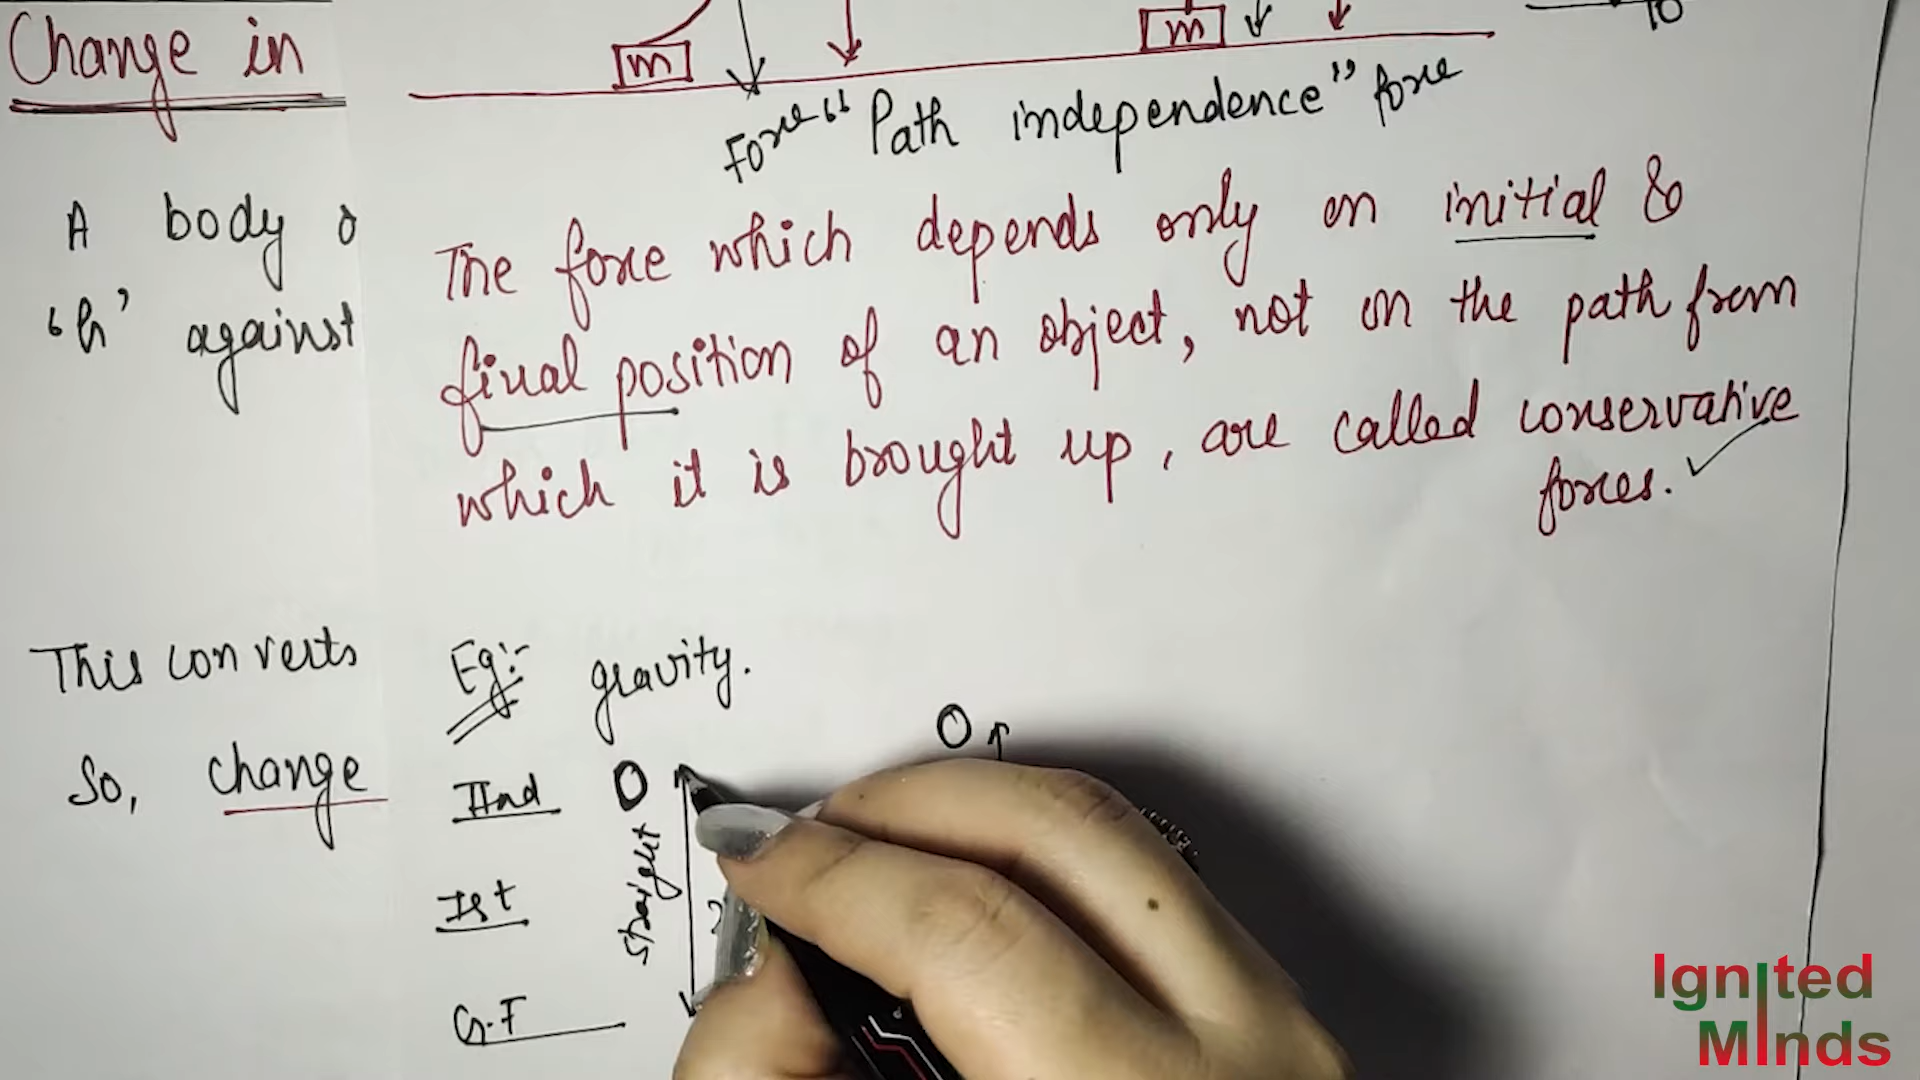 Change in
m
m
10
Force "Path independence" force
A body o
'h' against
The force which depends only on initial &
final position of an object, not on the path from
which it is brought up, are called conservative
forces.
This converts
So, change
Eg:- gravity.
IInd
Ist
G.F
straight
Ignited
Minds